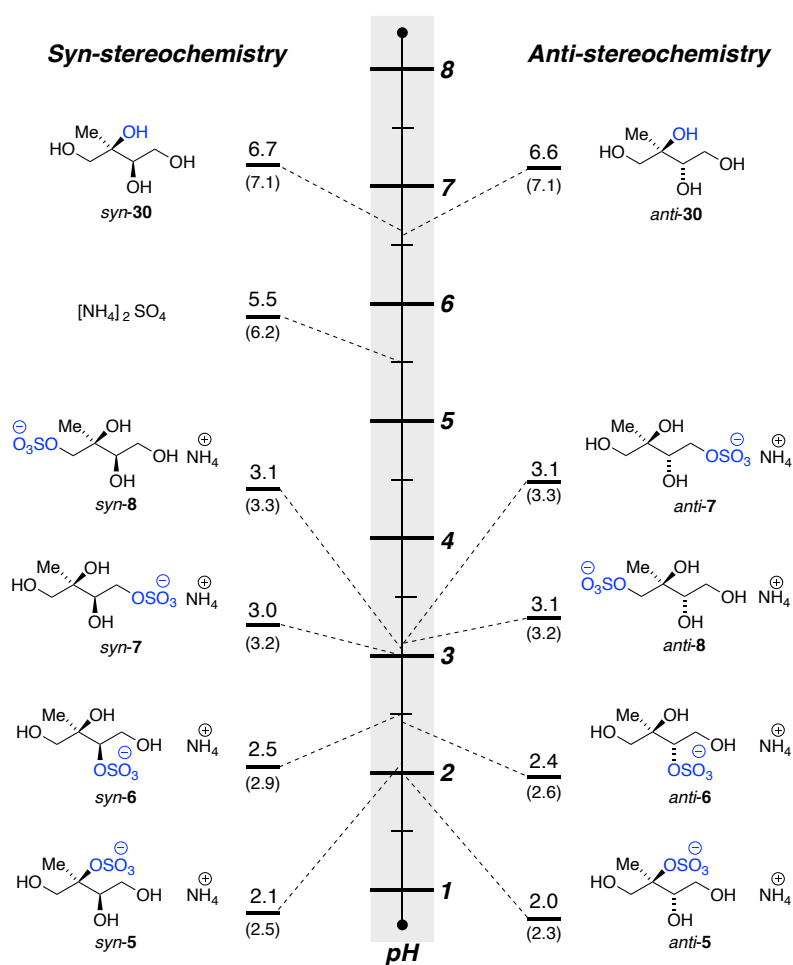 Syn-stereochemistry
Anti-stereochemistry
8
Me
OH
HO
OH
OH
syn-30
6.7
(7.1)
7
6.6
(7.1)
Me
OH
HO
OH
OH
anti-30
[NH4]2 SO4
5.5
(6.2)
6
5
⊖
O3SO
Me
OH
OH
OH
⊕
NH4
syn-8
3.1
(3.3)
4
3.1
(3.3)
Me
OH
HO
OH
⊖
OSO3
⊕
NH4
anti-7
Me
OH
HO
OH
⊖
OSO3
⊕
NH4
syn-7
3.0
(3.2)
3
3.1
(3.2)
⊖
O3SO
Me
OH
OH
OH
⊕
NH4
anti-8
Me
OH
HO
OH
⊖
OSO3
⊕
NH4
syn-6
2.5
(2.9)
2
2.4
(2.6)
Me
OH
HO
OH
⊖
OSO3
⊕
NH4
anti-6
Me
⊖
OSO3
HO
OH
OH
⊕
NH4
syn-5
2.1
(2.5)
1
2.0
(2.3)
Me
⊖
OSO3
HO
OH
OH
⊕
NH4
anti-5
pH